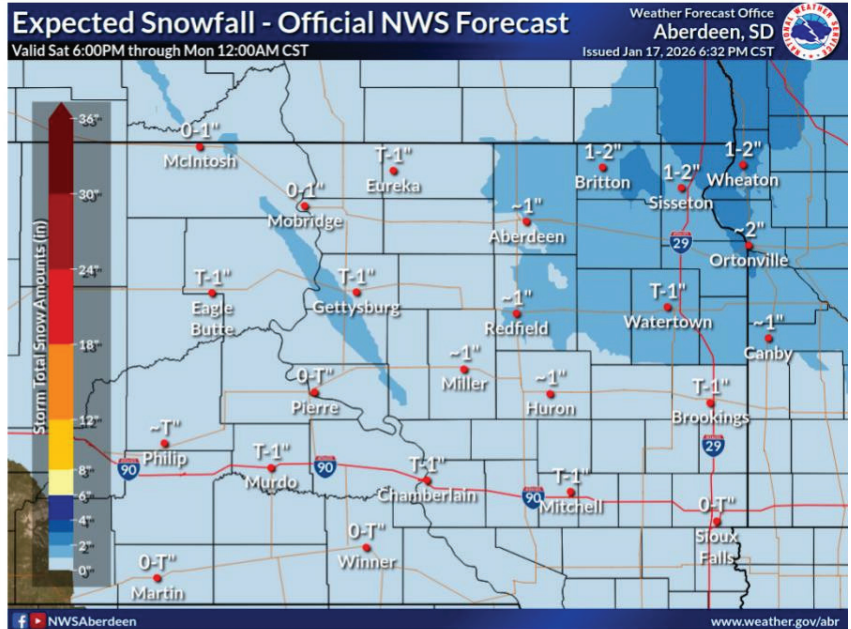 Expected Snowfall - Official NWS Forecast
Valid Sat 6:00PM through Mon 12:00AM CST
Weather Forecast Office
Aberdeen, SD
Issued Jan 17, 2026 6:32 PM CST
NATIONAL WEATHER SERVICE
Storm Total Snow Amounts (in)
36"
30"
24"
18"
12"
8"
6"
4"
2"
0"
0-1"
McIntosh
T-1"
Eureka
1-2"
Britton
1-2"
Sisseton
1-2"
Wheaton
0-1"
Mobridge
~1"
Aberdeen
29
~2"
Ortonville
T-1"
Eagle
Butte
T-1"
Gettysburg
~1"
Redfield
T-1"
Watertown
~1"
Canby
0-T"
Pierre
~1"
Miller
~1"
Huron
T-1"
Brookings
~T"
Philip
90
T-1"
Murdo
90
T-1"
Chamberlain
90
T-1"
Mitchell
29
0-T"
Sioux
Falls
0-T"
Martin
0-T"
Winner
NWSAberdeen
www.weather.gov/abr